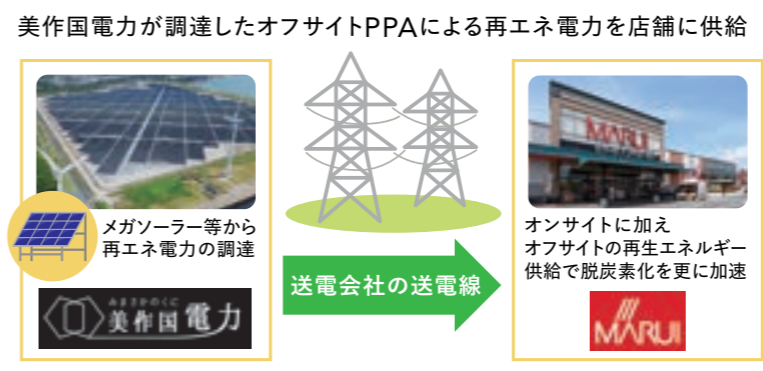 美作国電力が調達したオフサイトPPAによる再エネ電力を店舗に供給
MARUI
メガソーラー等から
再エネ電力の調達
オンサイトに加え
オフサイトの再生エネルギー
供給で脱炭素化を更に加速
送電会社の送電線
みまさかのくに
美作国電力
MARUI